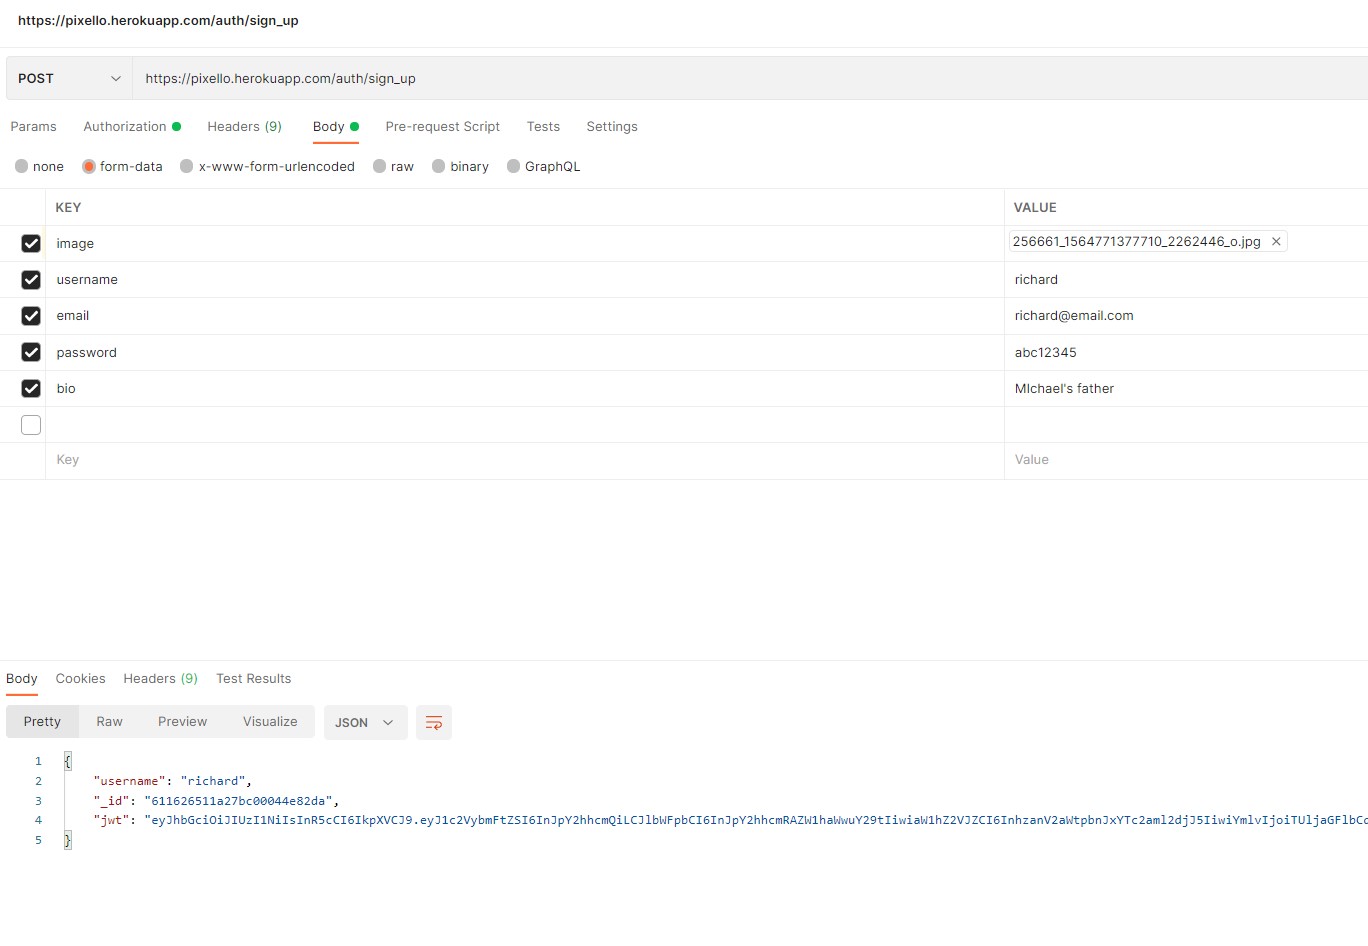 https://pixello.herokuapp.com/auth/sign_up
POST https://pixello.herokuapp.com/auth/sign_up
Params Authorization Headers (9) Body Pre-request Script Tests Settings
none form-data x-www-form-urlencoded raw binary GraphQL
KEY VALUE
image 256661_1564771377710_2262446_o.jpg
username richard
email richard@email.com
password abc12345
bio MIchael's father
Key Value
Body Cookies Headers (9) Test Results
Pretty Raw Preview Visualize JSON
1 {
2 "username": "richard",
3 "_id": "611626511a27bc00044e82da",
4 "jwt": "eyJhbGciOiJIUzI1NiIsInR5cCI6IkpXVCJ9.eyJ1c2VybmFtZSI6InJpY2hhcmQiLCJlbWFpbCI6InJpY2hhcmRAZW1haWwuY29tIiwiaW1hZ2VJZCI6InhzanV2aWtpbnJxYTc2aml2djJ5IiwiYmlvIjoiTUljaGFlbCc
5 }